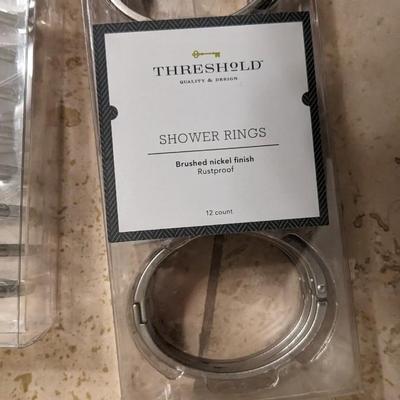 THRESHOLD
QUALITY & DESIGN
SHOWER RINGS
Brushed nickel finish
Rustproof
12 count